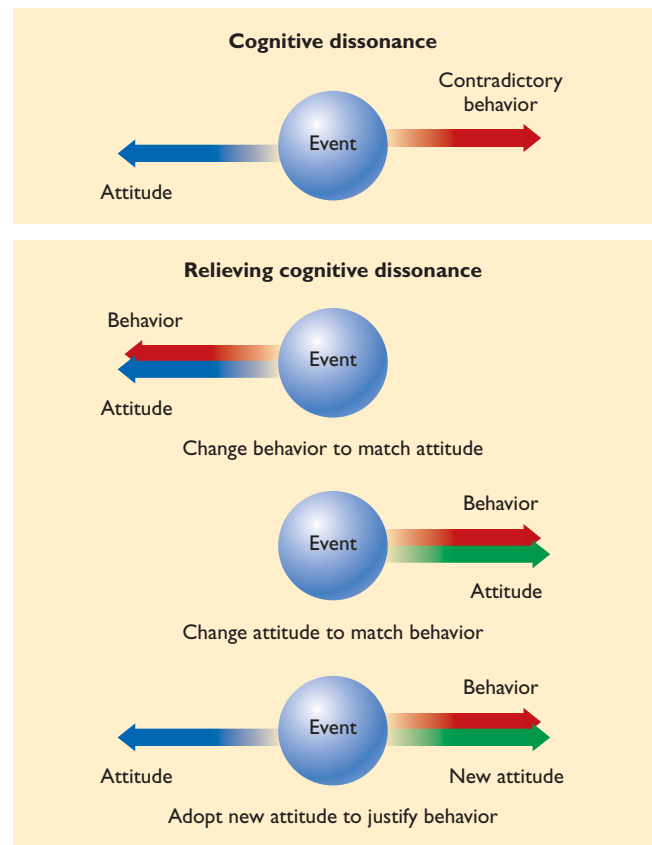 Cognitive dissonance
Contradictory
behavior
Event
Attitude
Relieving cognitive dissonance
Behavior
Event
Attitude
Change behavior to match attitude
Behavior
Event
Attitude
Change attitude to match behavior
Behavior
Event
Attitude
New attitude
Adopt new attitude to justify behavior